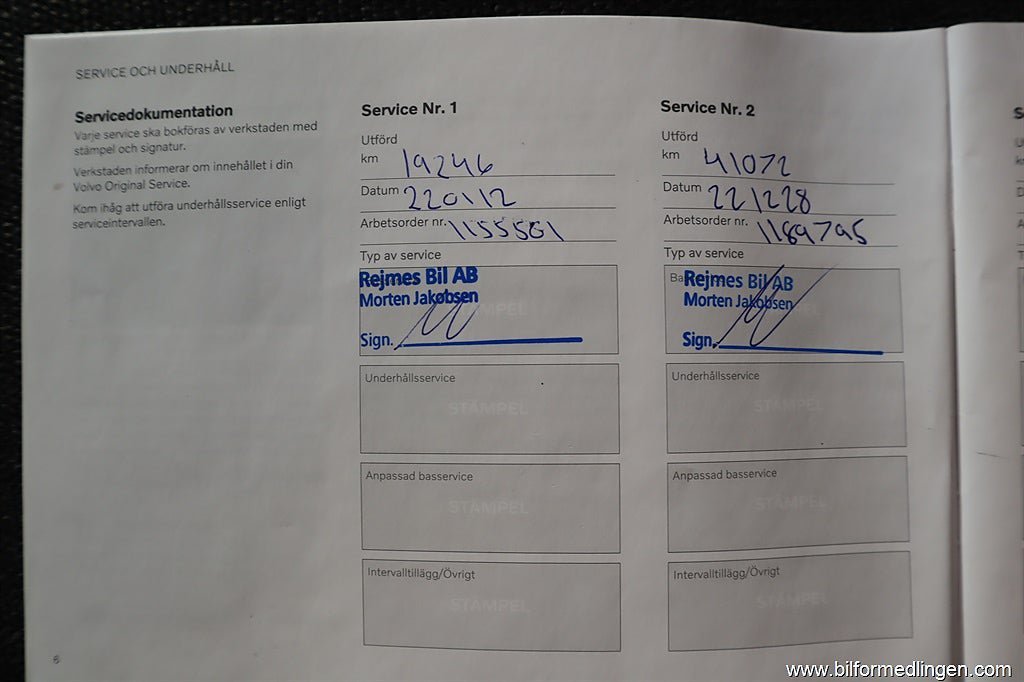 SERVICE OCH UNDERHÅLL
Servicedokumentation
Varje service ska bokföras av verkstaden med
stämpel och signatur.
Verkstaden informerar om innehållet i din
Volvo Original Service.
Kom ihåg att utföra underhållsservice enligt
serviceintervallen.
Service Nr. 1
Utförd
km 19246
Datum 220112
Arbetsorder nr. 1155501
Typ av service
Rejmes Bil AB
Morten Jakobsen
STÄMPEL
Sign.
Underhållsservice
STÄMPEL
Anpassad basservice
STÄMPEL
Intervalltillägg/Övrigt
STÄMPEL
Service Nr. 2
Utförd
km 41072
Datum 221228
Arbetsorder nr. 1189795
Typ av service
Ba Rejmes Bil AB
Morten Jakobsen
Sign.
Underhållsservice
STÄMPEL
Anpassad basservice
STÄMPEL
Intervalltillägg/Övrigt
STÄMPEL
6
www.bilformedlingen.com